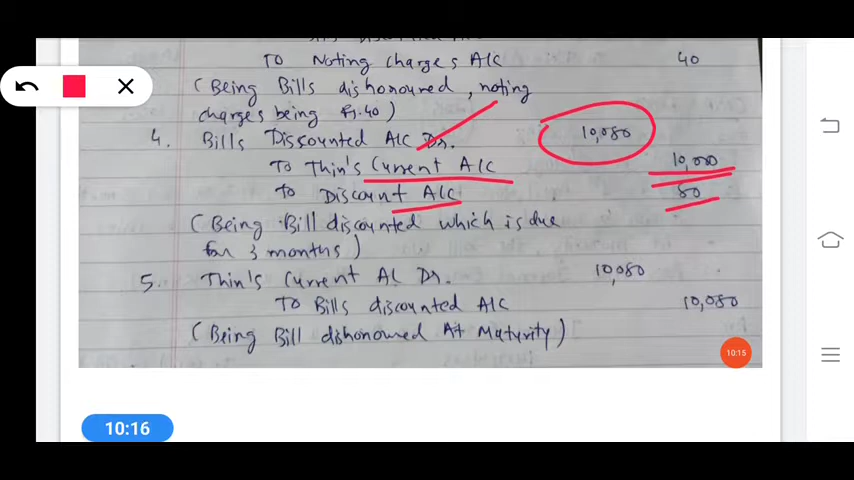 To Noting charges A/C 40
(Being Bills dishonoured, noting
charges being Rs.40)
4. Bills Discounted A/C Dr. 10,080
To Thin's Current A/C 10,000
To Discount A/C 80
(Being Bill discounted which is due
for 3 months)
5. Thin's Current A/C Dr. 10,080
To Bills discounted A/C 10,080
(Being Bill dishonoured At Maturity)
10:15
10:16